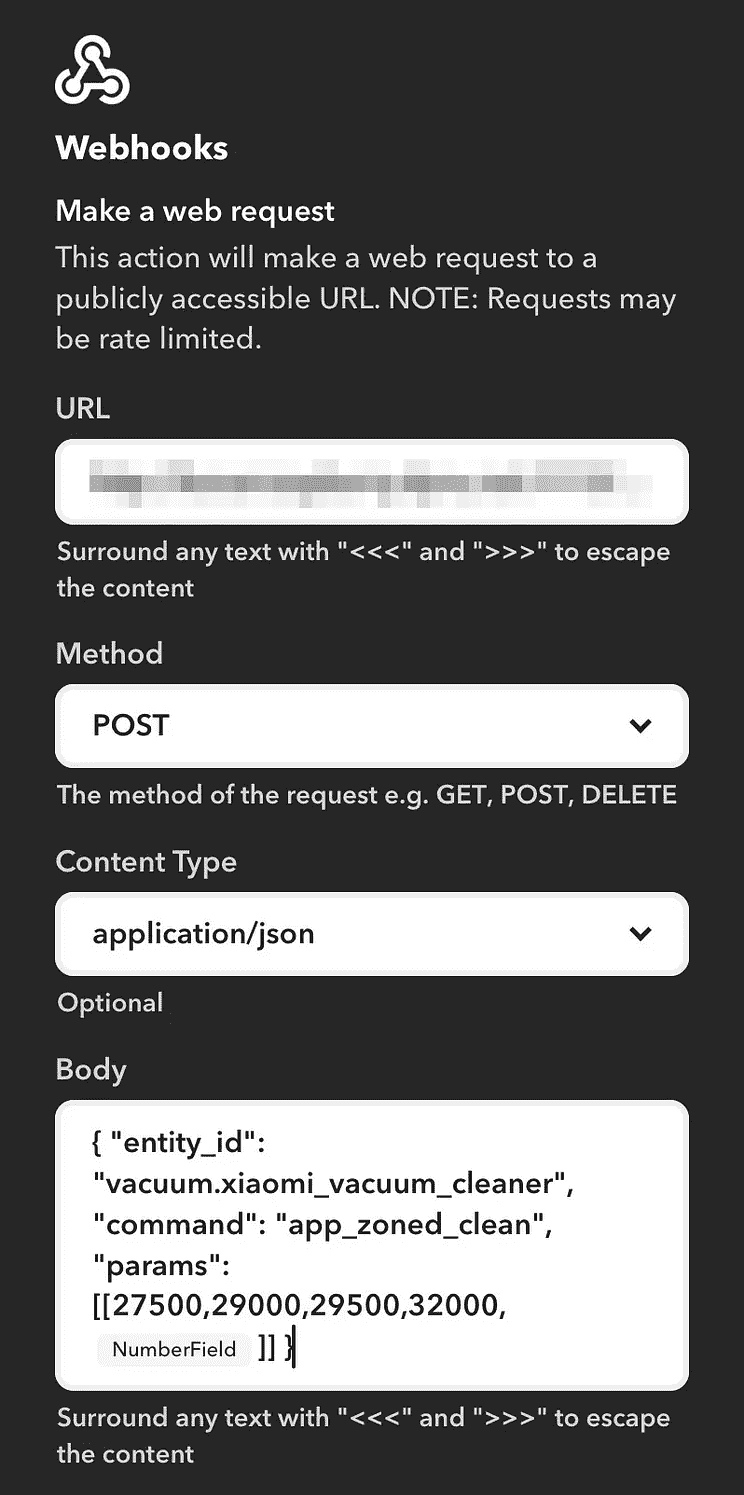 Webhooks
Make a web request
This action will make a web request to a
publicly accessible URL. NOTE: Requests may
be rate limited.
URL
Surround any text with "<<<" and ">>>" to escape
the content
Method
POST
The method of the request e.g. GET, POST, DELETE
Content Type
application/json
Optional
Body
{ "entity_id":
"vacuum.xiaomi_vacuum_cleaner",
"command": "app_zoned_clean",
"params":
[[27500,29000,29500,32000,
NumberField ]] }
Surround any text with "<<<" and ">>>" to escape
the content